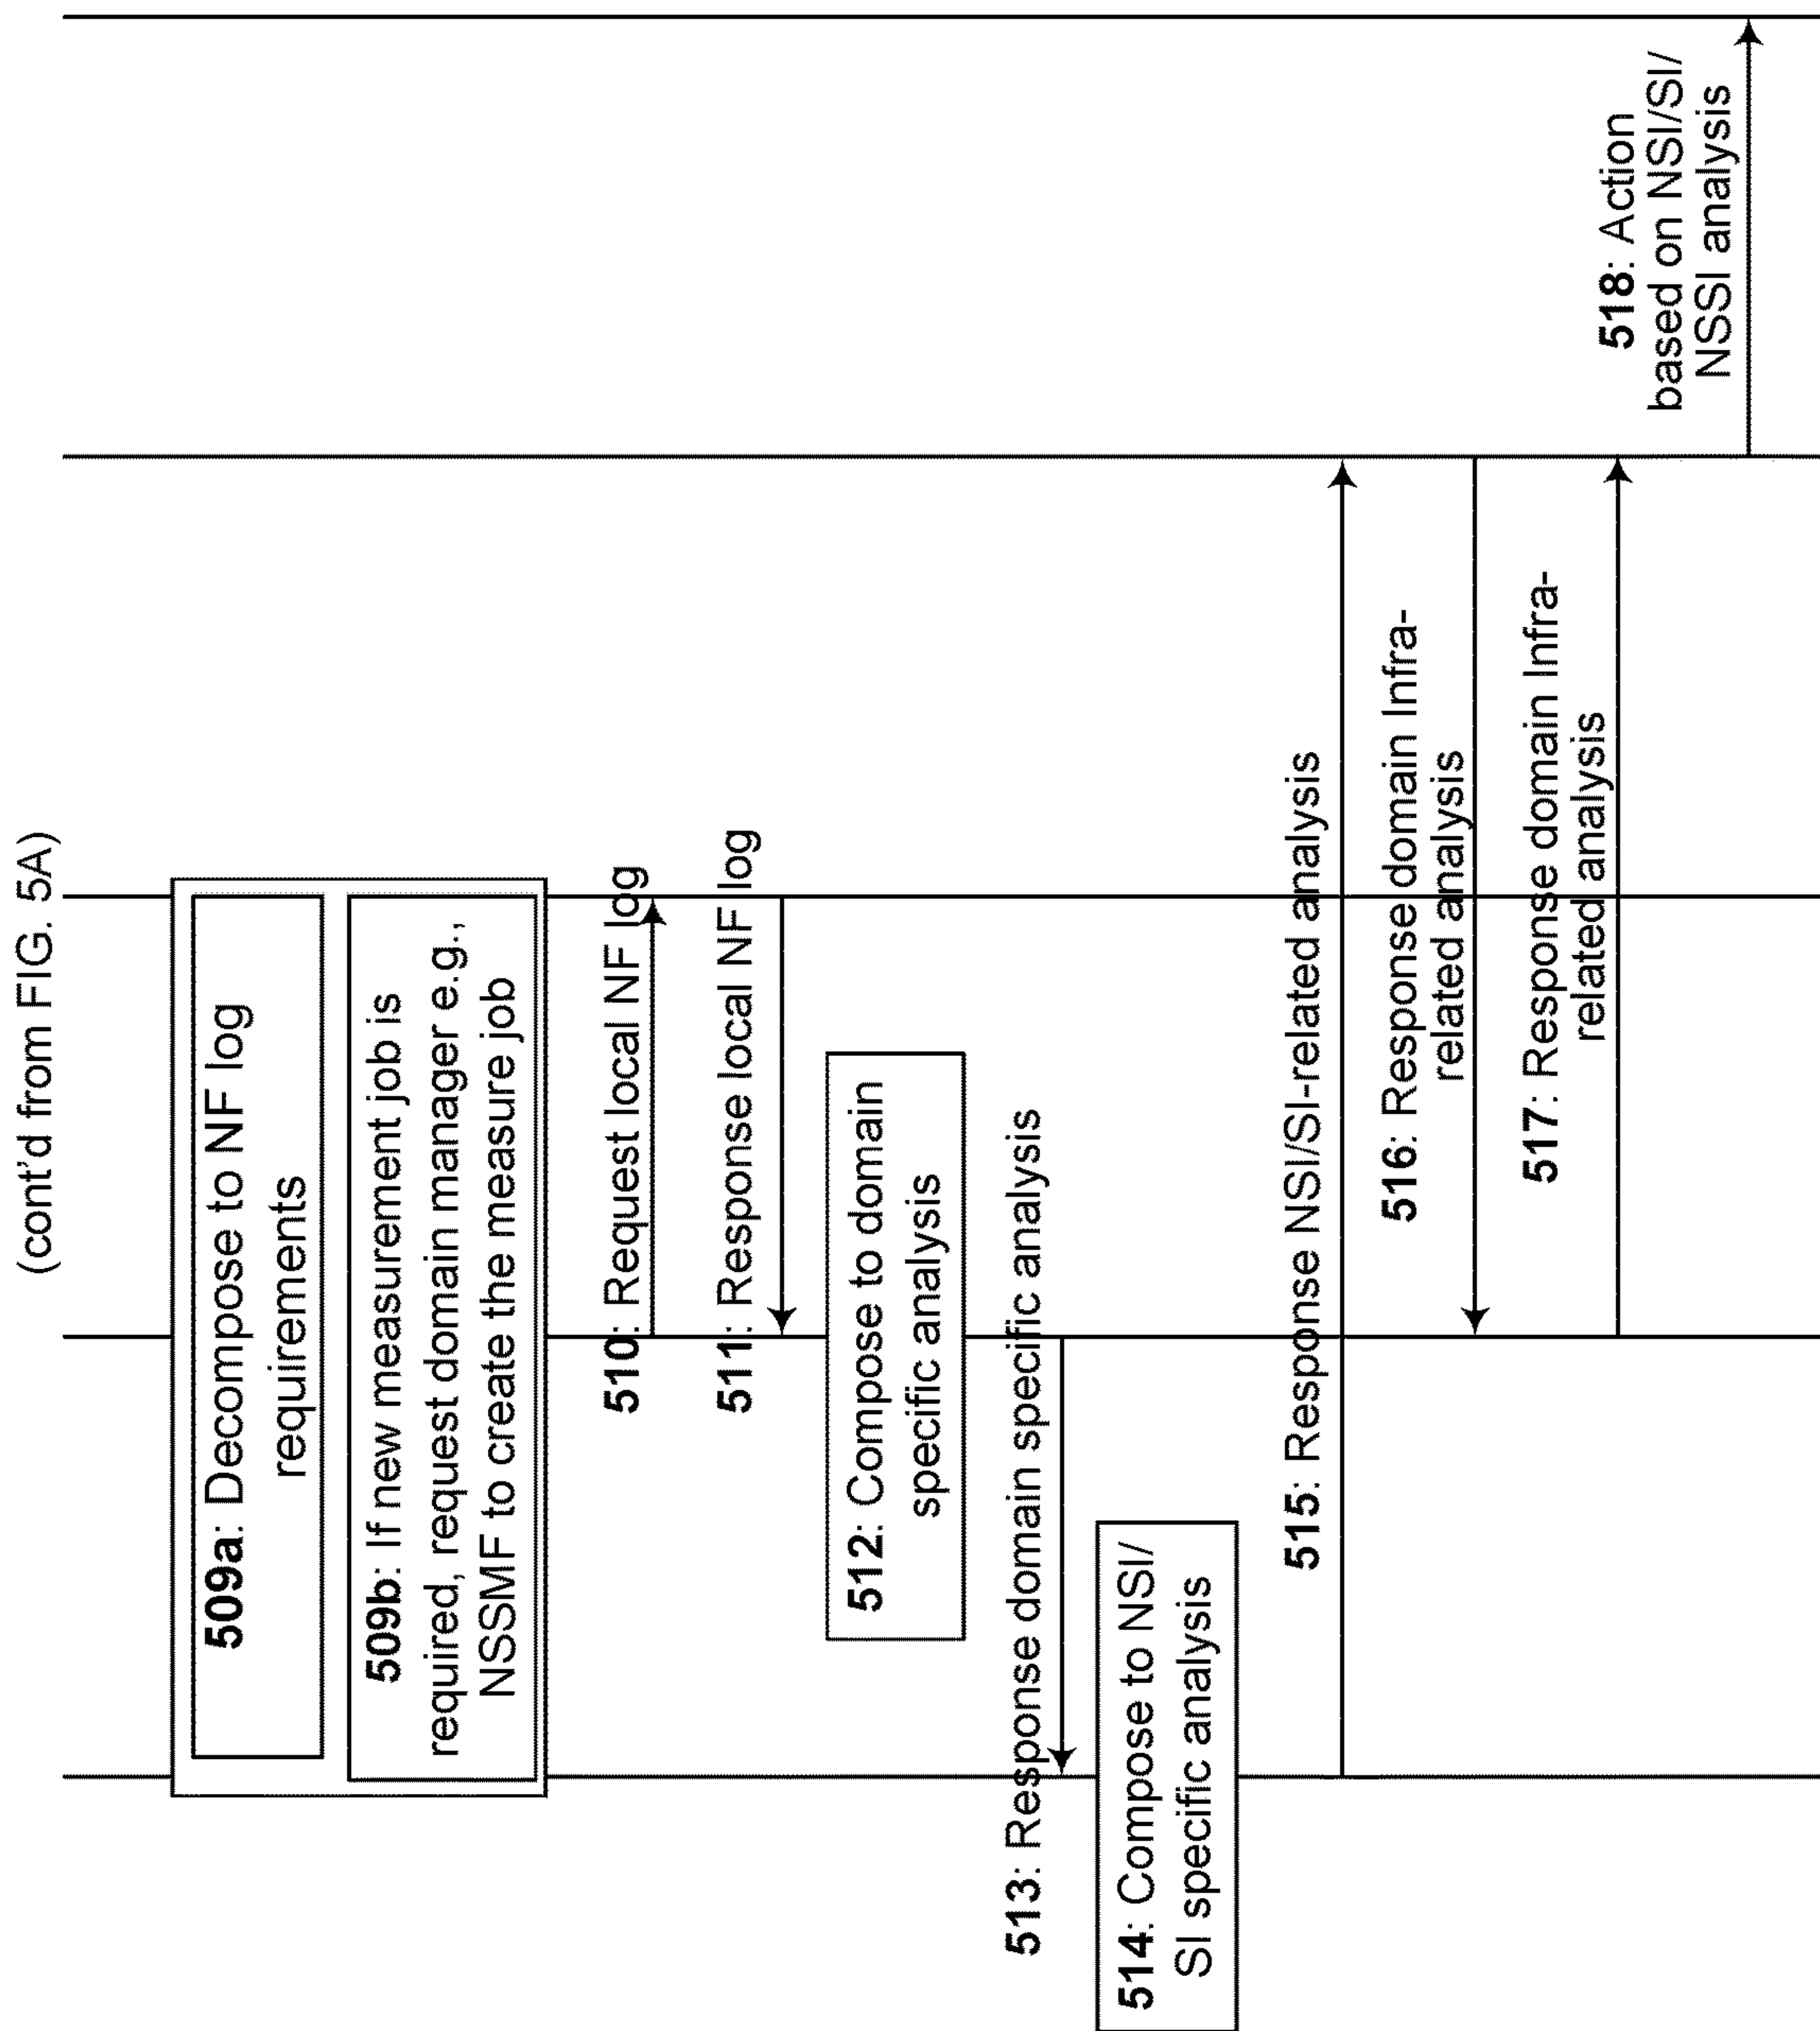 (cont'd from FIG. 5A)
509a: Decompose to NF log
requirements
509b: If new measurement job is
required, request domain manager e.g.,
NSSMF to create the measure job
510: Request local NF log
511: Response local NF log
512: Compose to domain
specific analysis
513: Response domain specific analysis
514: Compose to NSI/
SI specific analysis
515: Response NSI/SI-related analysis
516: Response domain Infra-
related analysis
517: Response domain Infra-
related analysis
518: Action
based on NSI/SI/
NSSI analysis